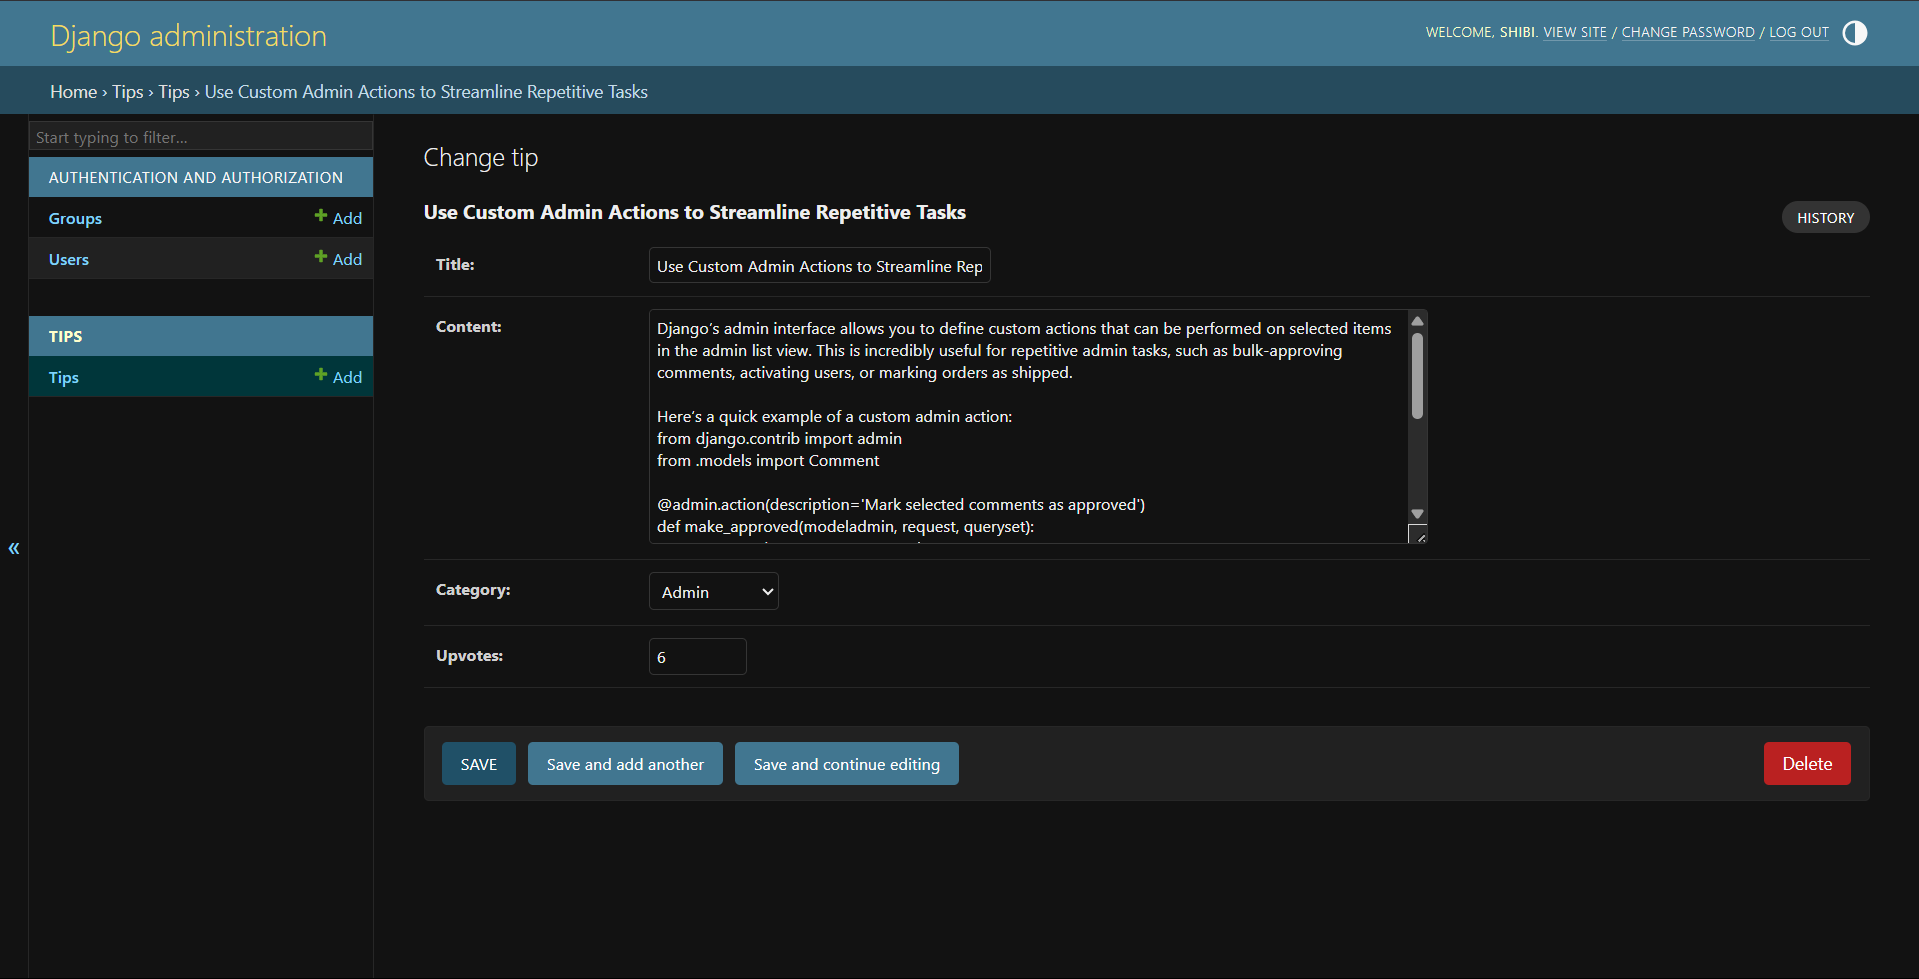 Django administration
WELCOME, SHIBI. VIEW SITE / CHANGE PASSWORD / LOG OUT
Home › Tips › Tips › Use Custom Admin Actions to Streamline Repetitive Tasks
Start typing to filter...
AUTHENTICATION AND AUTHORIZATION
Groups + Add
Users + Add
TIPS
Tips + Add
«
Change tip
Use Custom Admin Actions to Streamline Repetitive Tasks
HISTORY
Title: Use Custom Admin Actions to Streamline Rep
Content:
Django’s admin interface allows you to define custom actions that can be performed on selected items
in the admin list view. This is incredibly useful for repetitive admin tasks, such as bulk-approving
comments, activating users, or marking orders as shipped.
Here’s a quick example of a custom admin action:
from django.contrib import admin
from .models import Comment
@admin.action(description='Mark selected comments as approved')
def make_approved(modeladmin, request, queryset):
Category: Admin
Upvotes: 6
SAVE
Save and add another
Save and continue editing
Delete